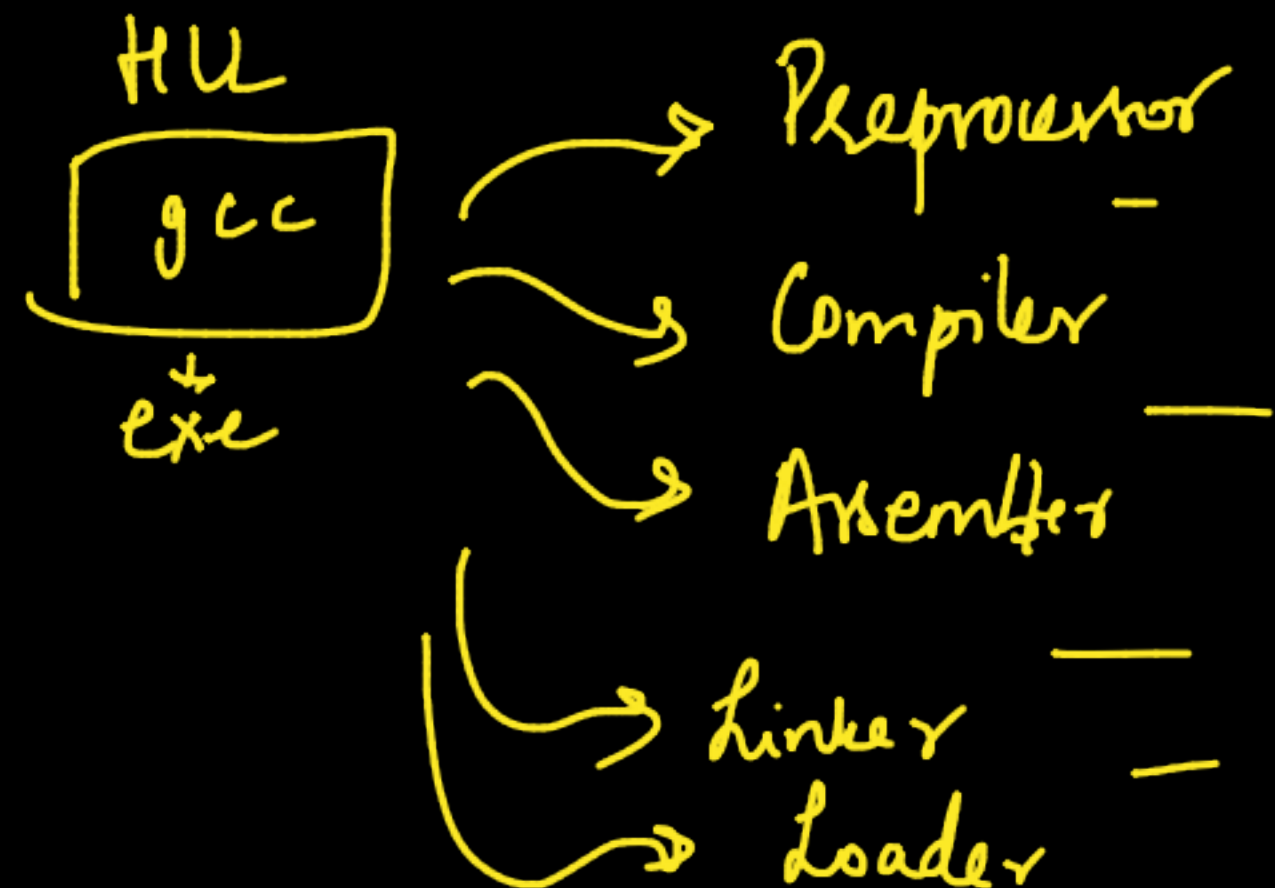 HLL
gcc
exe
Preprocessor
Compiler
Assembler
Linker
Loader